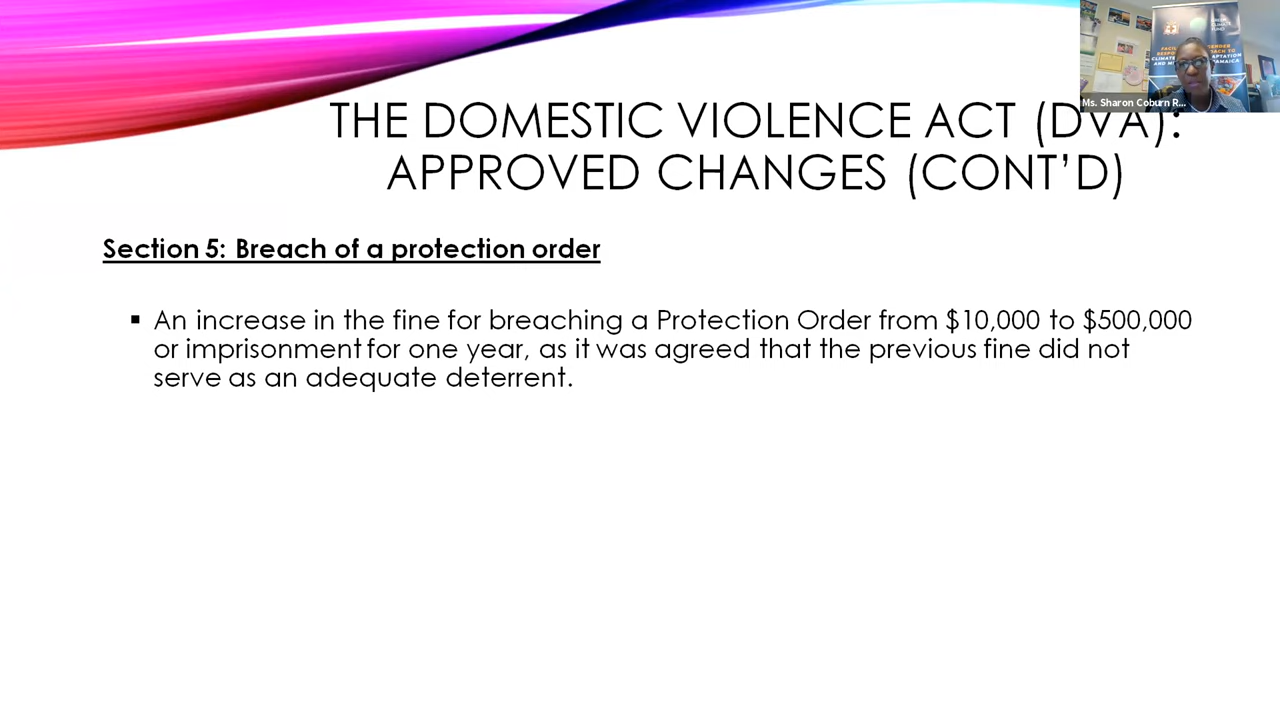 THE DOMESTIC VIOLENCE ACT (DVA):
APPROVED CHANGES (CONT’D)
Ms. Sharon Coburn R...
Section 5: Breach of a protection order
▪ An increase in the fine for breaching a Protection Order from $10,000 to $500,000
or imprisonment for one year, as it was agreed that the previous fine did not
serve as an adequate deterrent.